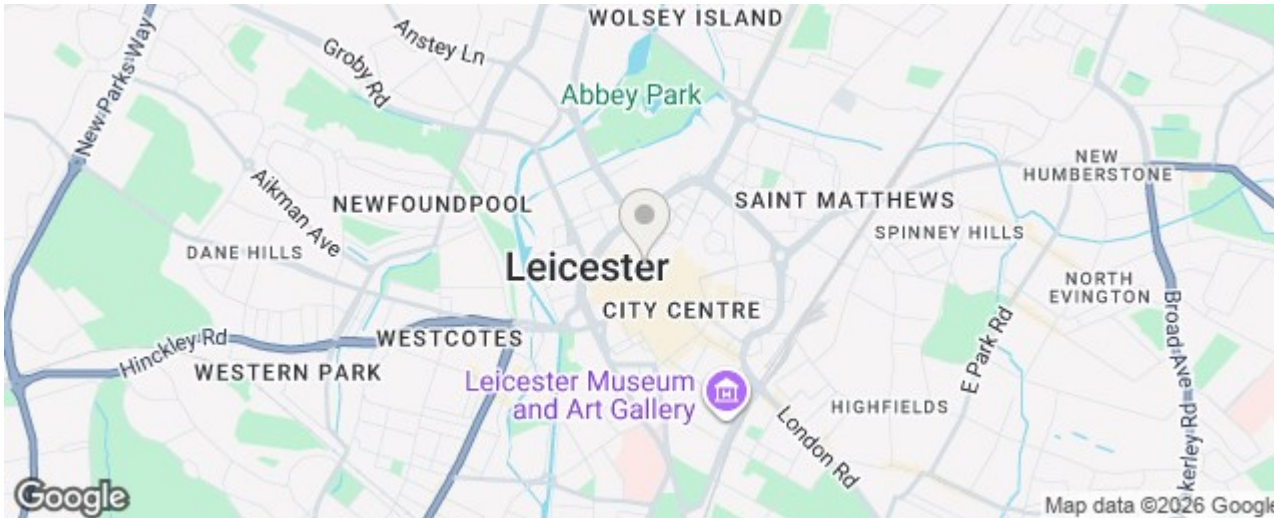 WOLSEY ISLAND
Anstey Ln
Groby Rd
New Parks Way
Abbey Park
NEW
HUMBERSTONE
Aikman Ave
NEWFOUNDPOOL
SAINT MATTHEWS
SPINNEY HILLS
DANE HILLS
Leicester
CITY CENTRE
NORTH
EVINGTON
Broad Ave
E Park Rd
Hinckley Rd
WESTCOTES
WESTERN PARK
Leicester Museum
and Art Gallery
HIGHFIELDS
London Rd
Google
Map data ©2026 Google